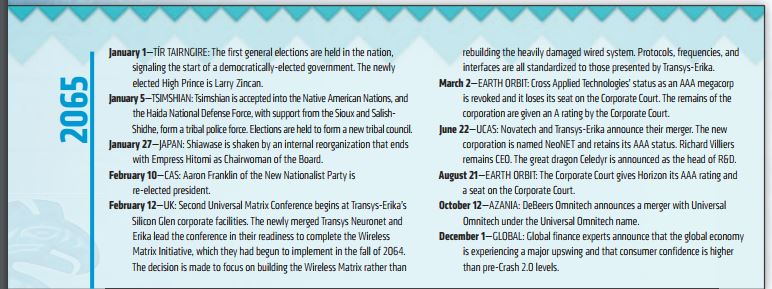 2065
January 1—TÍR TAIRNGIRE: The first general elections are held in the nation,
signaling the start of a democratically-elected government. The newly
elected High Prince is Larry Zincan.
January 5—TSIMSHIAN: Tsimshian is accepted into the Native American Nations, and
the Haida National Defense Force, with support from the Sioux and Salish-
Shidhe, form a tribal police force. Elections are held to form a new tribal council.
January 27—JAPAN: Shiawase is shaken by an internal reorganization that ends
with Empress Hitomi as Chairwoman of the Board.
February 10—CAS: Aaron Franklin of the New Nationalist Party is
re-elected president.
February 12—UK: Second Universal Matrix Conference begins at Transys-Erika's
Silicon Glen corporate facilities. The newly merged Transys Neuronet and
Erika lead the conference in their readiness to complete the Wireless
Matrix Initiative, which they had begun to implement in the fall of 2064.
The decision is made to focus on building the Wireless Matrix rather than
rebuilding the heavily damaged wired system. Protocols, frequencies, and
interfaces are all standardized to those presented by Transys-Erika.
March 2—EARTH ORBIT: Cross Applied Technologies' status as an AAA megacorp
is revoked and it loses its seat on the Corporate Court. The remains of the
corporation are given an A rating by the Corporate Court.
June 22—UCAS: Novatech and Transys-Erika announce their merger. The new
corporation is named NeoNET and retains its AAA status. Richard Villiers
remains CEO. The great dragon Celedyr is announced as the head of R&D.
August 21—EARTH ORBIT: The Corporate Court gives Horizon its AAA rating and
a seat on the Corporate Court.
October 12—AZANIA: DeBeers Omnitech announces a merger with Universal
Omnitech under the Universal Omnitech name.
December 1—GLOBAL: Global finance experts announce that the global economy
is experiencing a major upswing and that consumer confidence is higher
than pre-Crash 2.0 levels.